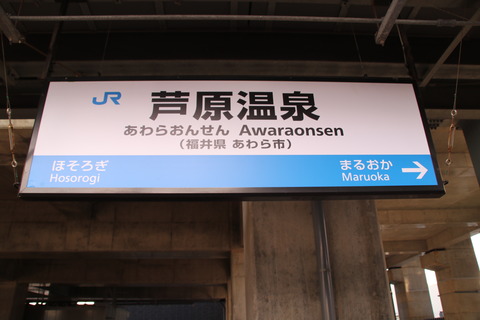 JR 芦原温泉
あわらおんせん Awaraonsen
(福井県 あわら市)
ほそろぎ まるおか →
Hosorogi Maruoka